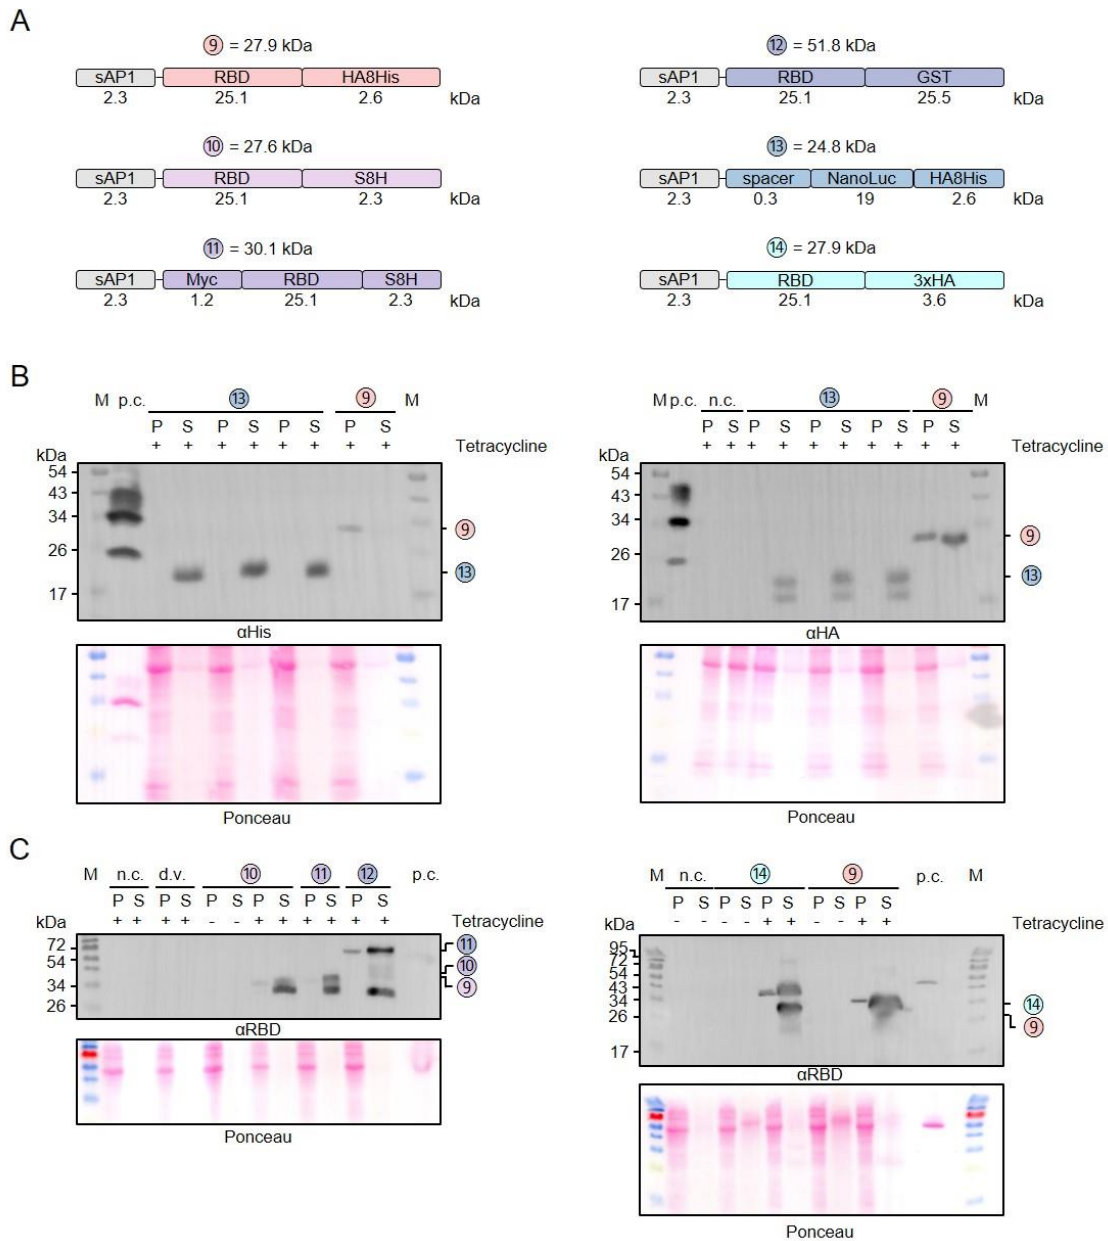 A
9 = 27.9 kDa
sAP1 RBD HA8His
2.3 25.1 2.6 kDa
10 = 27.6 kDa
sAP1 RBD S8H
2.3 25.1 2.3 kDa
11 = 30.1 kDa
sAP1 Myc RBD S8H
2.3 1.2 25.1 2.3 kDa
12 = 51.8 kDa
sAP1 RBD GST
2.3 25.1 25.5 kDa
13 = 24.8 kDa
sAP1 spacer NanoLuc HA8His
2.3 0.3 19 2.6 kDa
14 = 27.9 kDa
sAP1 RBD 3xHA
2.3 25.1 3.6 kDa
B
M p.c. 13 9 M
P S P S P S P S
+ + + + + + + + Tetracycline
kDa
54
43
34
26
17
9
13
αHis
Ponceau
M p.c. n.c. 13 9 M
P S P S P S P S P S
+ + + + + + + + + + Tetracycline
kDa
54
43
34
26
17
9
13
αHA
Ponceau
C
M n.c. d.v. 10 11 12 p.c.
P S P S P S P S P S P S
+ + + + - - + + + + + + Tetracycline
kDa
72
54
34
26
11
10
9
αRBD
Ponceau
M n.c. 14 9 p.c. M
P S P S P S P S P S
- - - - + + - - + + Tetracycline
kDa
95
72
54
43
34
26
17
14
9
αRBD
Ponceau